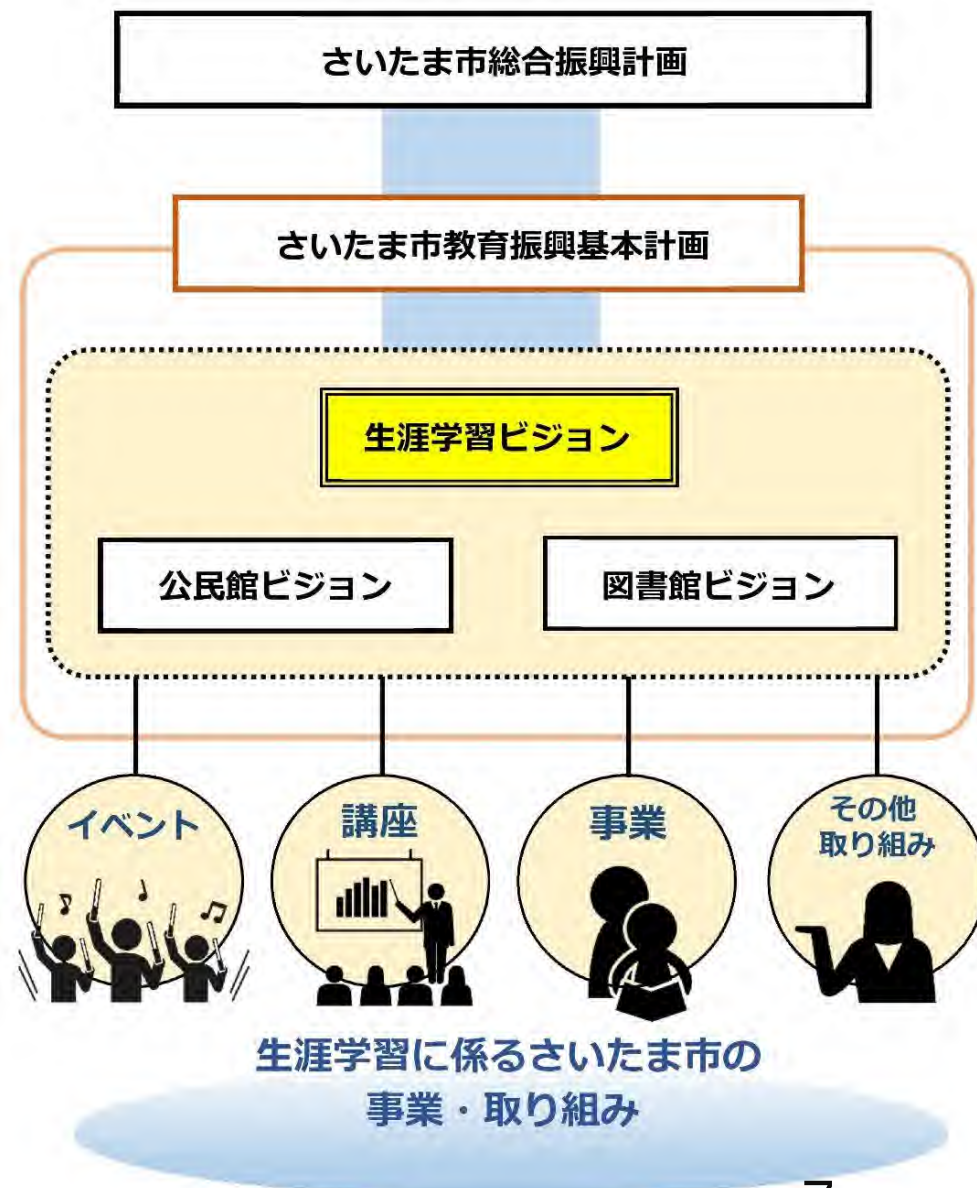 さいたま市総合振興計画
さいたま市教育振興基本計画
生涯学習ビジョン
公民館ビジョン
図書館ビジョン
イベント
講座
事業
その他
取り組み
生涯学習に係るさいたま市の
事業・取り組み